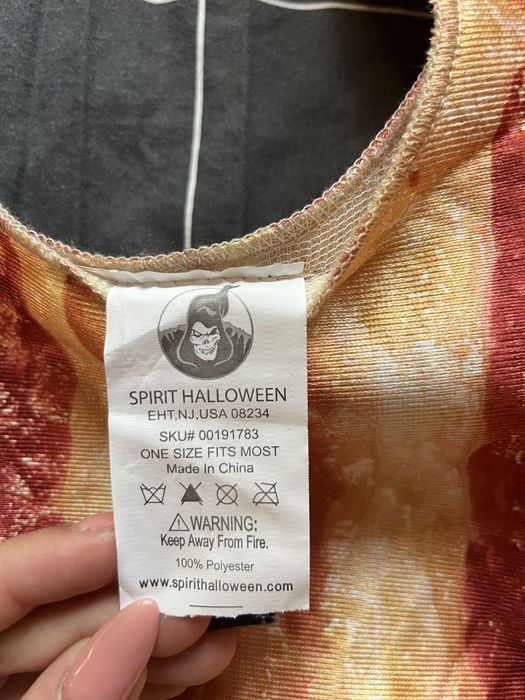 SPIRIT HALLOWEEN
EHT,NJ,USA 08234
SKU# 00191783
ONE SIZE FITS MOST
Made In China
WARNING:
Keep Away From Fire.
100% Polyester
www.spirithalloween.com